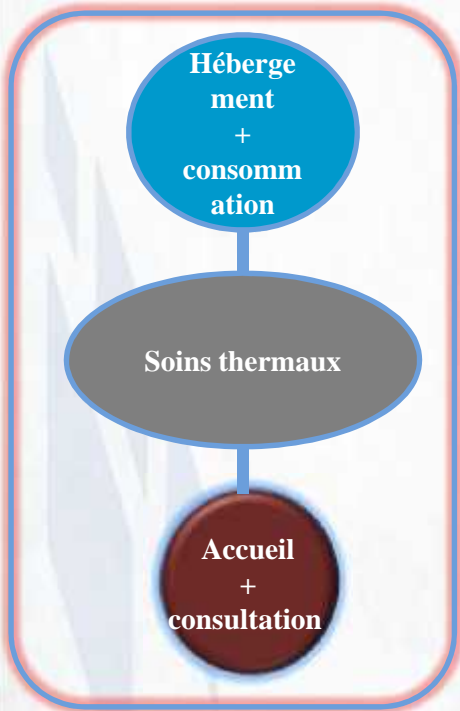 Héberge
ment
+
consomm
ation
Soins thermaux
Accueil
+
consultation